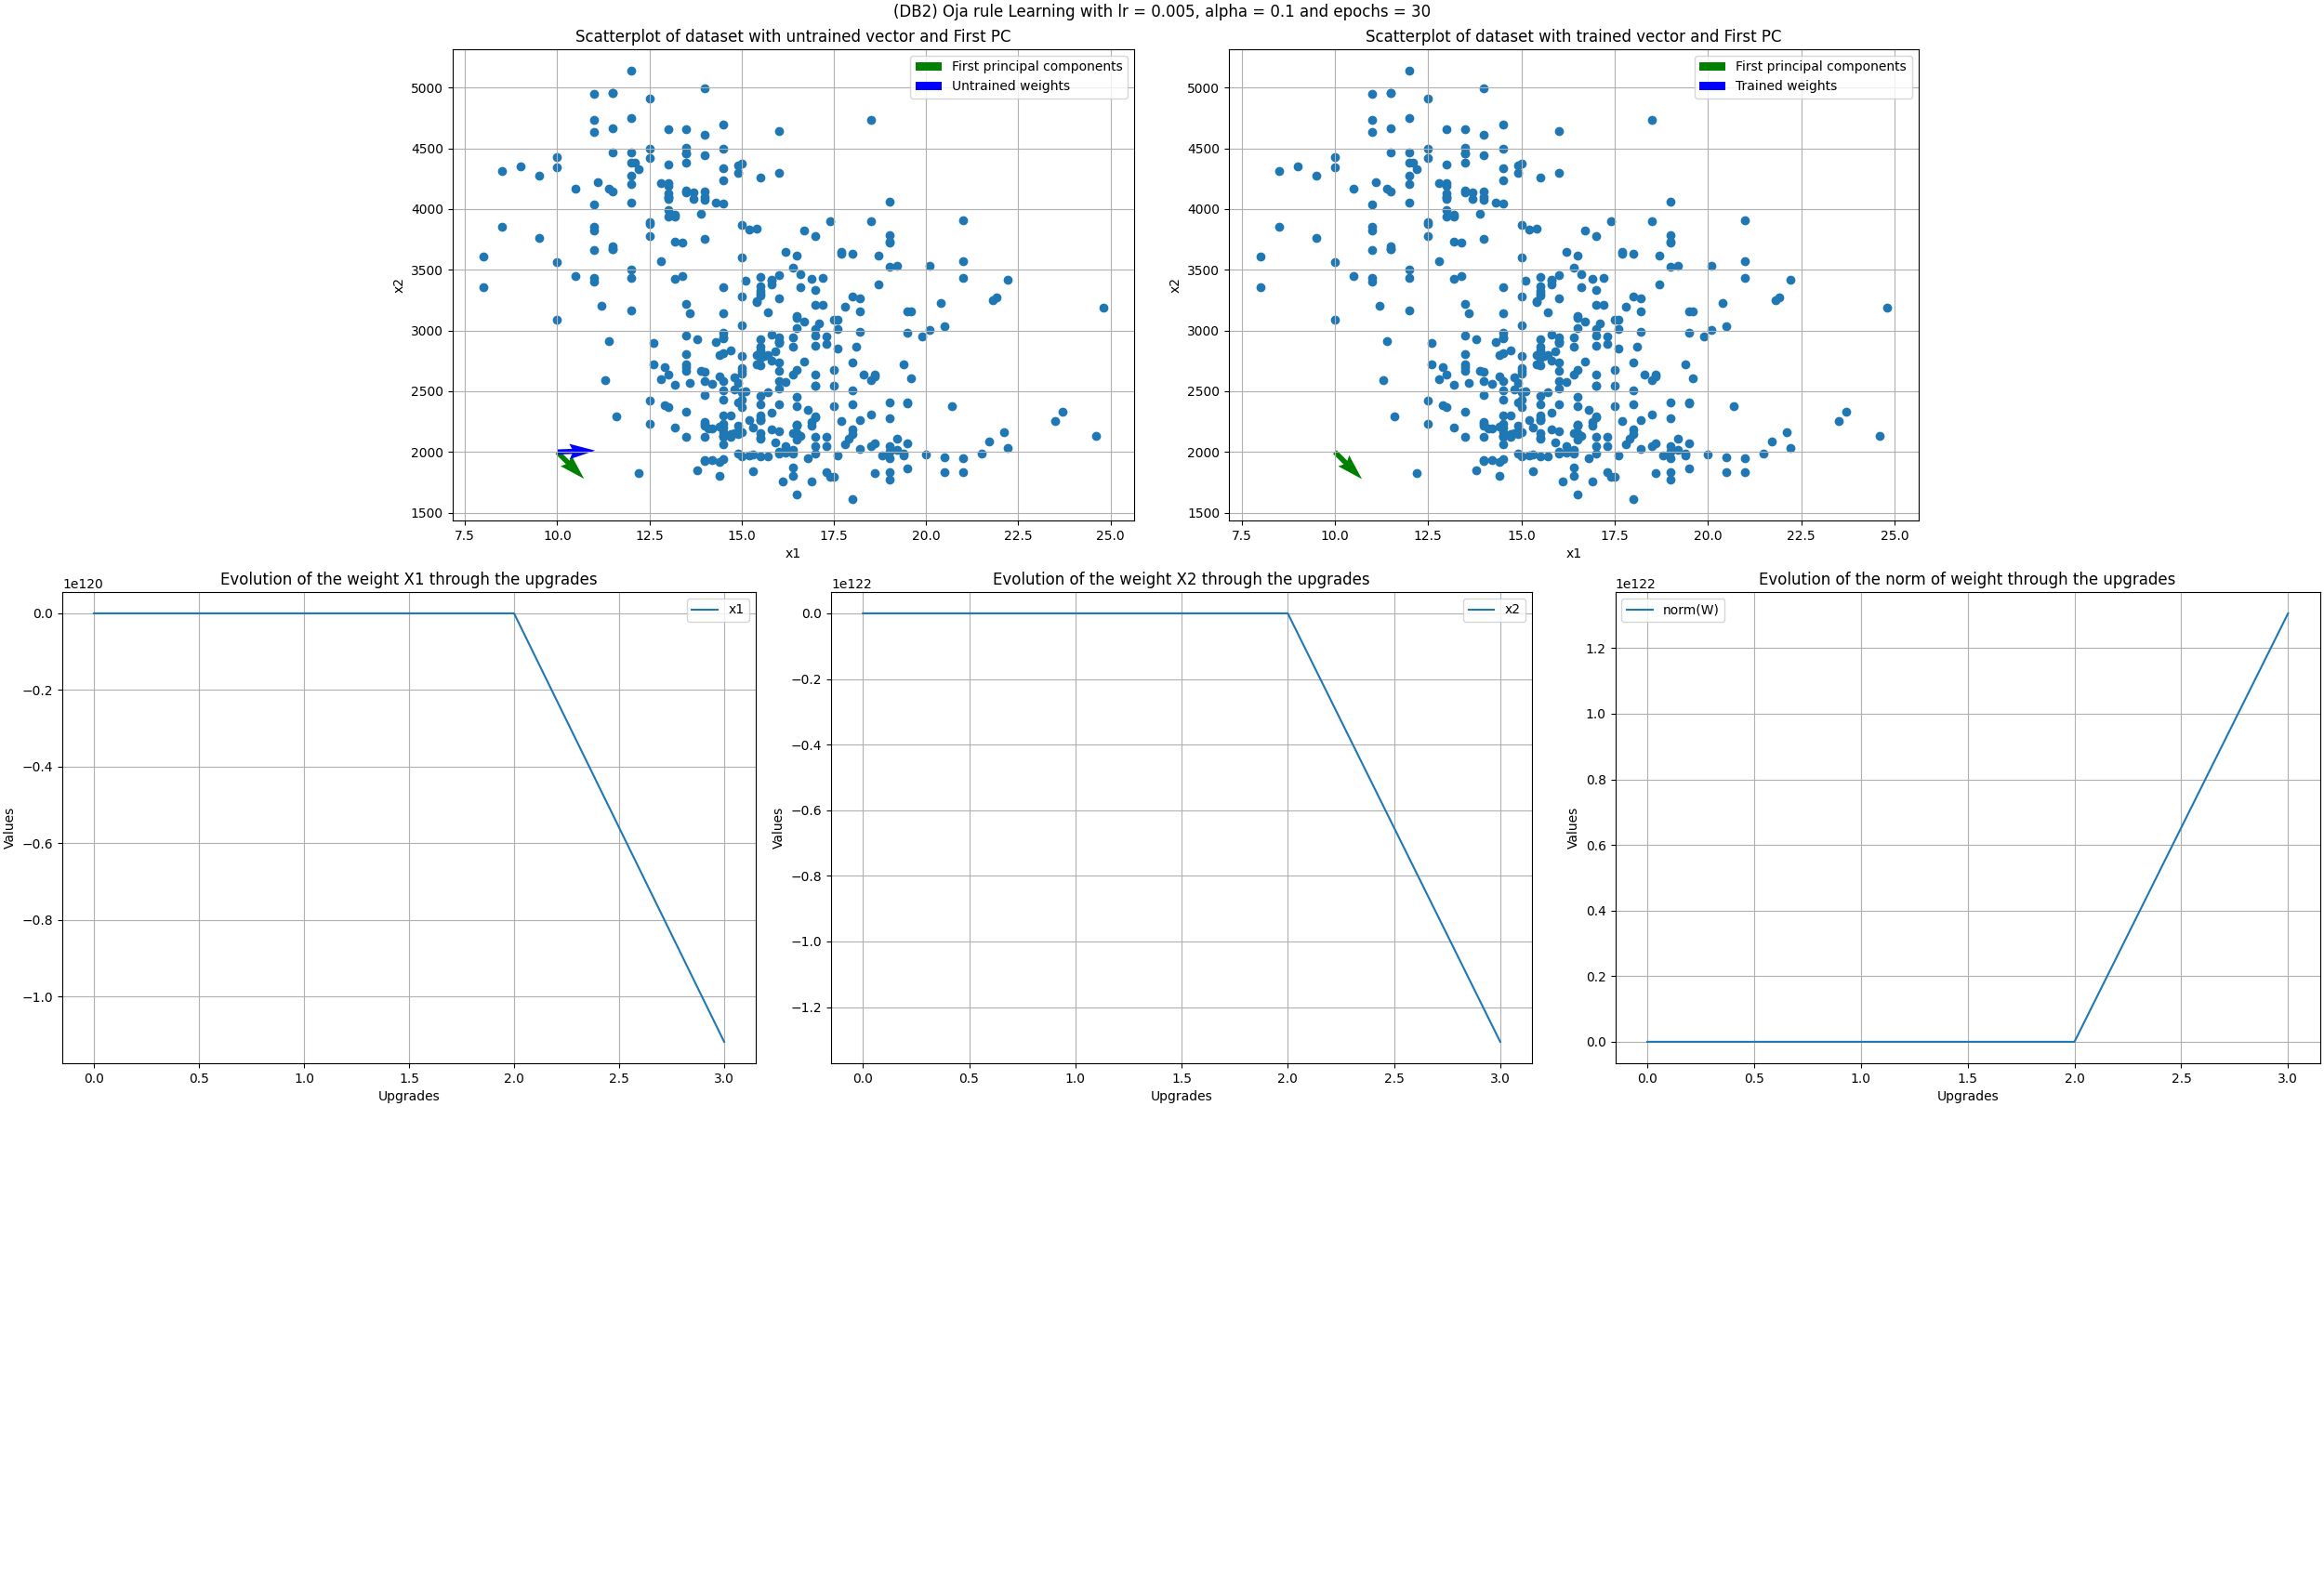 (DB2) Oja rule Learning with lr = 0.005, alpha = 0.1 and epochs = 30
Scatterplot of dataset with untrained vector and First PC
First principal components
Untrained weights
5000
4500
4000
3500
3000
2500
2000
1500
x2
7.5 10.0 12.5 15.0 17.5 20.0 22.5 25.0
x1
Scatterplot of dataset with trained vector and First PC
First principal components
Trained weights
5000
4500
4000
3500
3000
2500
2000
1500
x2
7.5 10.0 12.5 15.0 17.5 20.0 22.5 25.0
x1
1e120
Evolution of the weight X1 through the upgrades
x1
0.0
−0.2
−0.4
−0.6
−0.8
−1.0
Values
0.0 0.5 1.0 1.5 2.0 2.5 3.0
Upgrades
1e122
Evolution of the weight X2 through the upgrades
x2
0.0
−0.2
−0.4
−0.6
−0.8
−1.0
−1.2
Values
0.0 0.5 1.0 1.5 2.0 2.5 3.0
Upgrades
1e122
Evolution of the norm of weight through the upgrades
norm(W)
1.2
1.0
0.8
0.6
0.4
0.2
0.0
Values
0.0 0.5 1.0 1.5 2.0 2.5 3.0
Upgrades